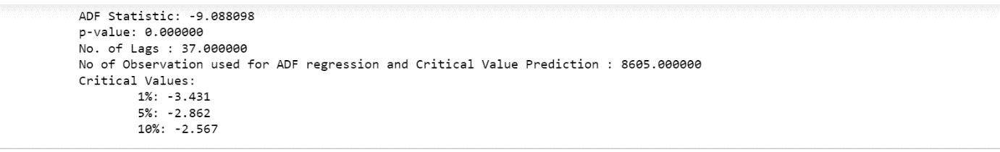 ADF Statistic: -9.088098
p-value: 0.000000
No. of Lags : 37.000000
No of Observation used for ADF regression and Critical Value Prediction : 8605.000000
Critical Values:
1%: -3.431
5%: -2.862
10%: -2.567